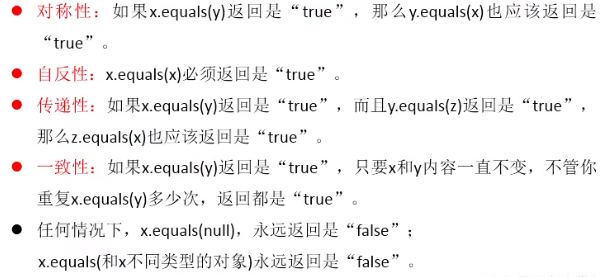 ● 对称性：如果x.equals(y)返回是“true”，那么y.equals(x)也应该返回是
“true”。
● 自反性：x.equals(x)必须返回是“true”。
● 传递性：如果x.equals(y)返回是“true”，而且y.equals(z)返回是“true”，
那么z.equals(x)也应该返回是“true”。
● 一致性：如果x.equals(y)返回是“true”，只要x和y内容一直不变，不管你
重复x.equals(y)多少次，返回都是“true”。
● 任何情况下，x.equals(null)，永远返回是“false”；
x.equals(和x不同类型的对象)永远返回是“false”。